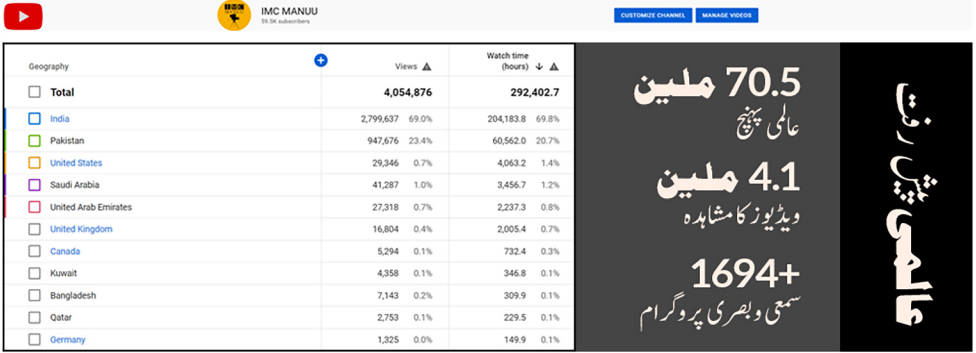 IMC MANUU
59.5K subscribers
CUSTOMIZE CHANNEL MANAGE VIDEOS
Geography Views Watch time (hours)
Total 4,054,876 292,402.7
India 2,799,637 69.0% 204,183.8 69.8%
Pakistan 947,676 23.4% 60,562.0 20.7%
United States 29,346 0.7% 4,063.2 1.4%
Saudi Arabia 41,287 1.0% 3,456.7 1.2%
United Arab Emirates 27,318 0.7% 2,237.3 0.8%
United Kingdom 16,804 0.4% 2,005.4 0.7%
Canada 5,294 0.1% 732.4 0.3%
Kuwait 4,358 0.1% 346.8 0.1%
Bangladesh 7,143 0.2% 309.9 0.1%
Qatar 2,753 0.1% 229.5 0.1%
Germany 1,325 0.0% 149.9 0.1%
70.5 ملین
عالمی پہنچ
4.1 ملین
ویڈیوز کا مشاہدہ
1694+
سمعی و بصری پروگرام
عالمی پیش رفت